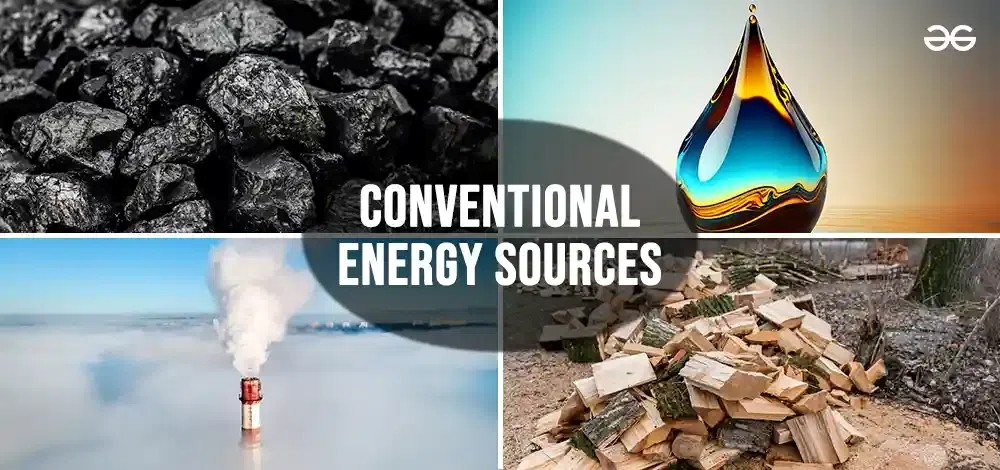 CONVENTIONAL
ENERGY SOURCES